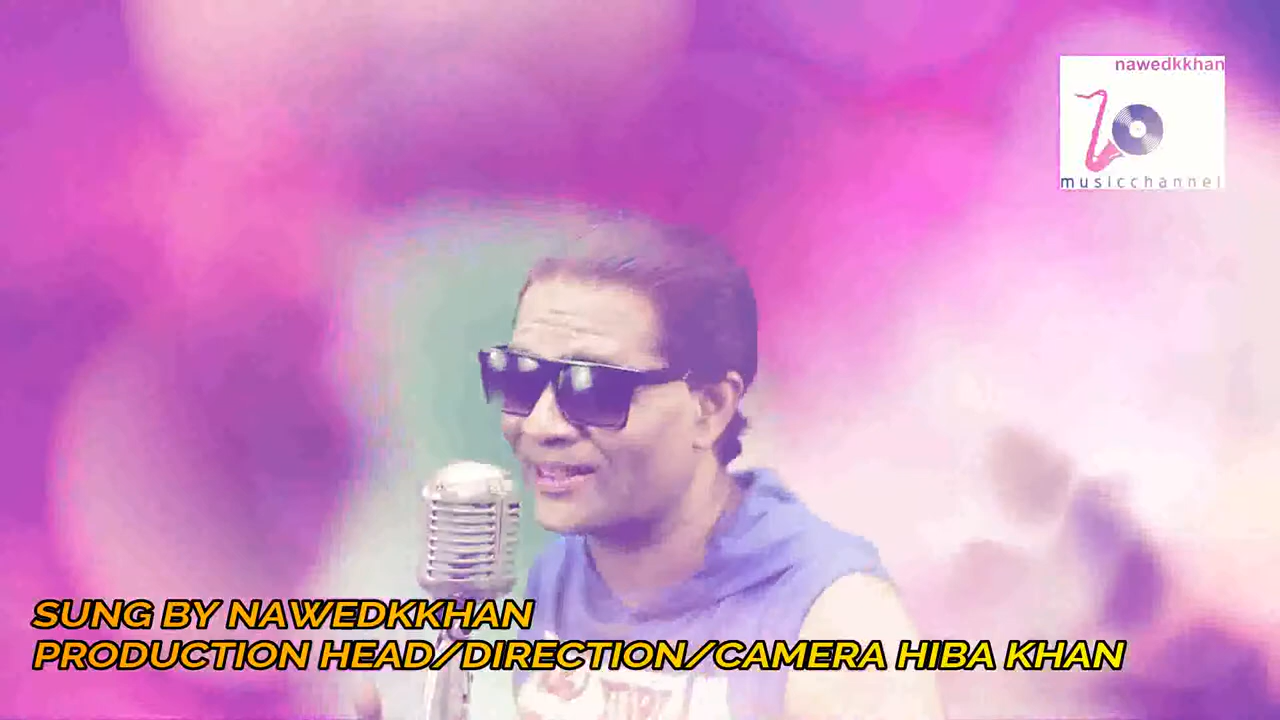 nawedkkhan
musicchannel
SUNG BY NAWEDKKHAN
PRODUCTION HEAD/DIRECTION/CAMERA HIBA KHAN